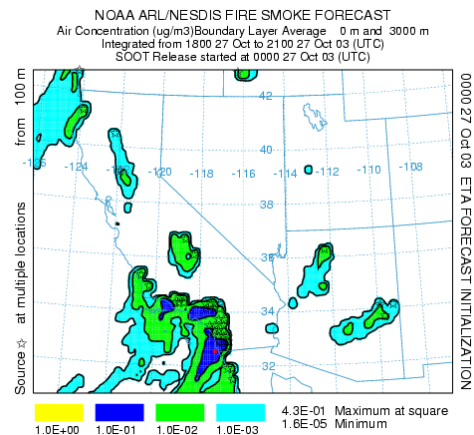 NOAA ARL/NESDIS FIRE SMOKE FORECAST
Air Concentration (ug/m3)Boundary Layer Average 0 m and 3000 m
Integrated from 1800 27 Oct to 2100 27 Oct 03 (UTC)
SOOT Release started at 0000 27 Oct 03 (UTC)
Source ☆ at multiple locations from 100 m
42
40
-124 -122 -120 -118 -116 -114 -112 -110 -108
38
36
34
32
0000 27 Oct 03 ETA FORECAST INITIALIZATION
1.0E+00 1.0E-01 1.0E-02 1.0E-03
4.3E-01 Maximum at square
1.6E-05 Minimum